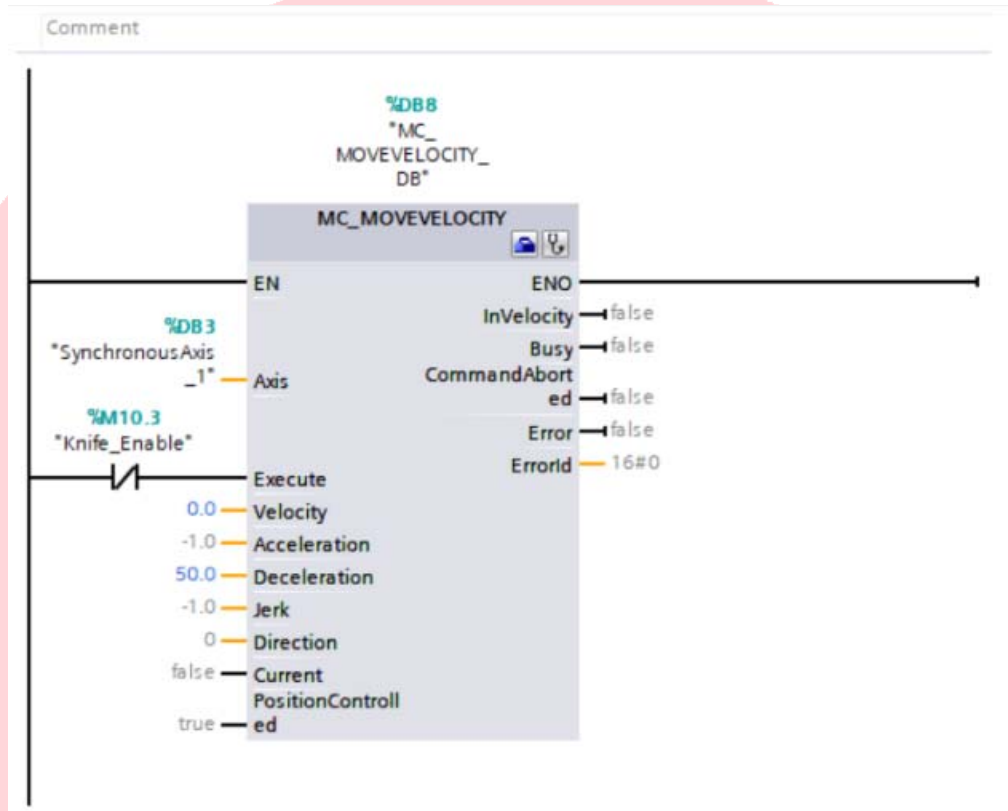 Comment
%DB8
"MC_
MOVEVELOCITY_
DB"
MC_MOVEVELOCITY
EN
ENO
InVelocity
false
%DB3
"SynchronousAxis
_1"
Axis
Busy
false
CommandAbort
ed
false
%M10.3
"Knife_Enable"
Error
false
ErrorId
16#0
Execute
0.0
Velocity
-1.0
Acceleration
50.0
Deceleration
-1.0
Jerk
0
Direction
false
Current
PositionControll
true
ed